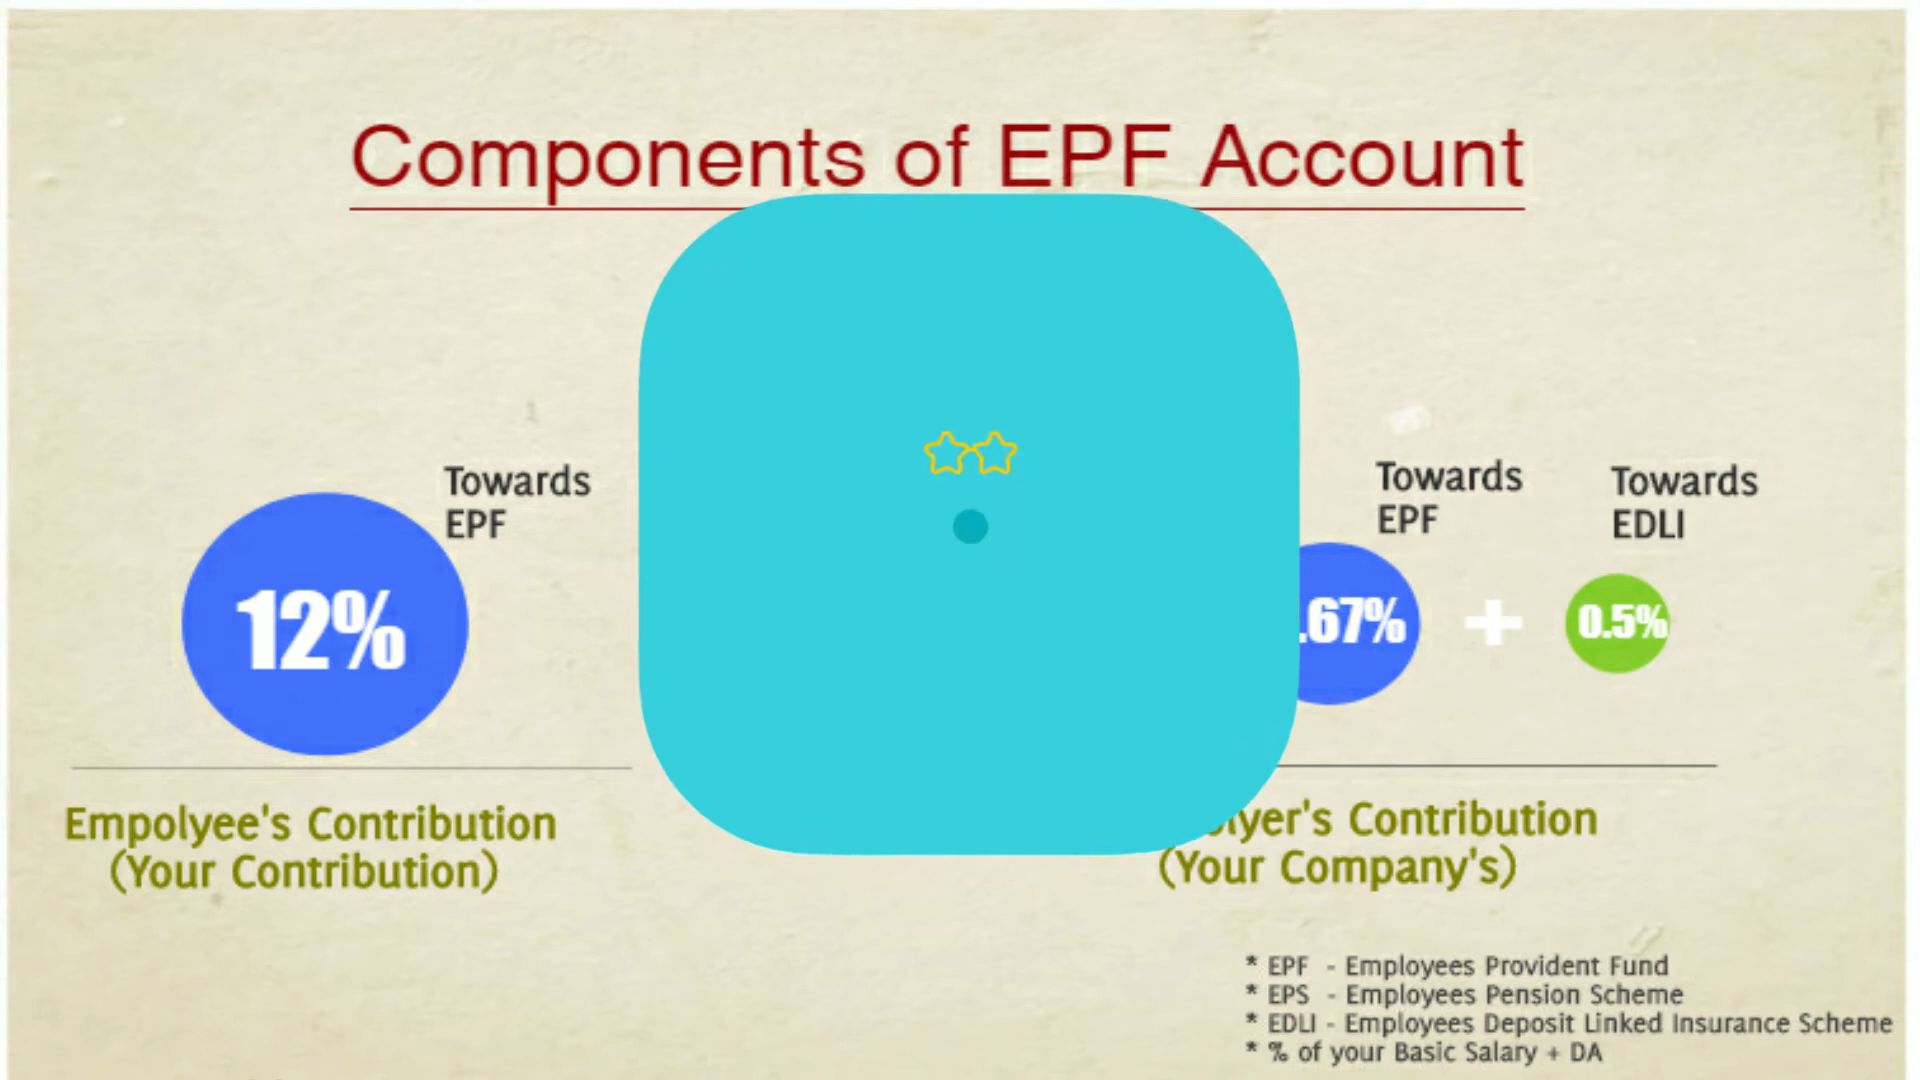 Components of EPF Account
Towards
EPF
12%
Towards
EPF
.67%
+
Towards
EDLI
0.5%
Empolyee's Contribution
(Your Contribution)
Contribution
(Your Company's)
* EPF - Employees Provident Fund
* EPS - Employees Pension Scheme
* EDLI - Employees Deposit Linked Insurance Scheme
* % of your Basic Salary + DA